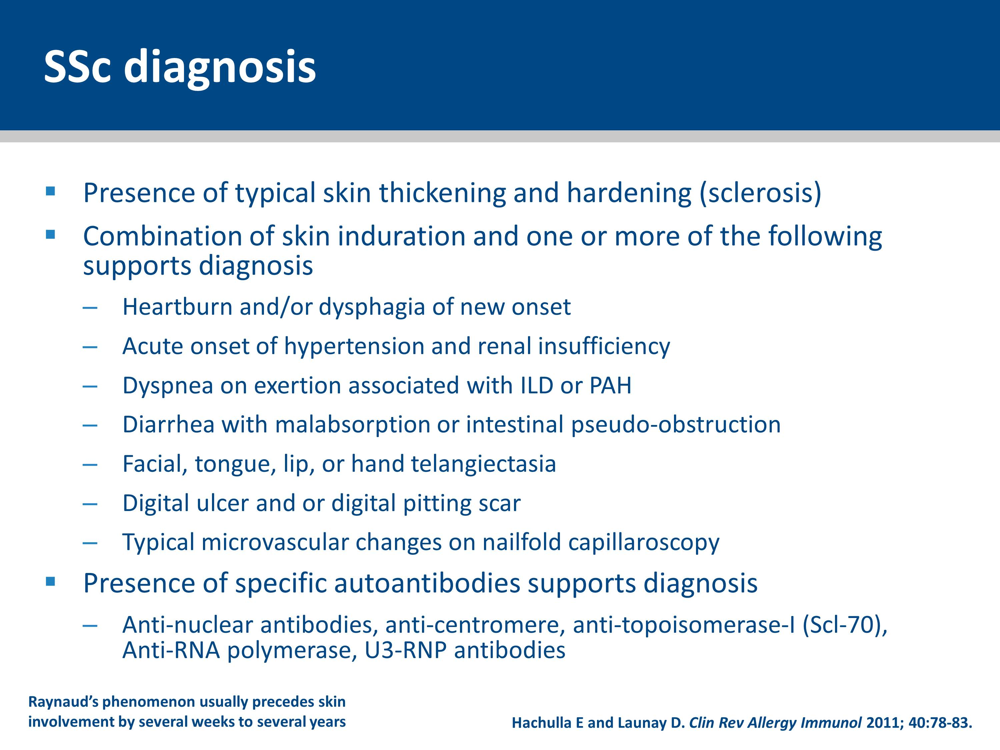 SSc diagnosis
▪ Presence of typical skin thickening and hardening (sclerosis)
▪ Combination of skin induration and one or more of the following
supports diagnosis
– Heartburn and/or dysphagia of new onset
– Acute onset of hypertension and renal insufficiency
– Dyspnea on exertion associated with ILD or PAH
– Diarrhea with malabsorption or intestinal pseudo-obstruction
– Facial, tongue, lip, or hand telangiectasia
– Digital ulcer and or digital pitting scar
– Typical microvascular changes on nailfold capillaroscopy
▪ Presence of specific autoantibodies supports diagnosis
– Anti-nuclear antibodies, anti-centromere, anti-topoisomerase-I (Scl-70),
Anti-RNA polymerase, U3-RNP antibodies
Raynaud’s phenomenon usually precedes skin
involvement by several weeks to several years
Hachulla E and Launay D. Clin Rev Allergy Immunol 2011; 40:78-83.